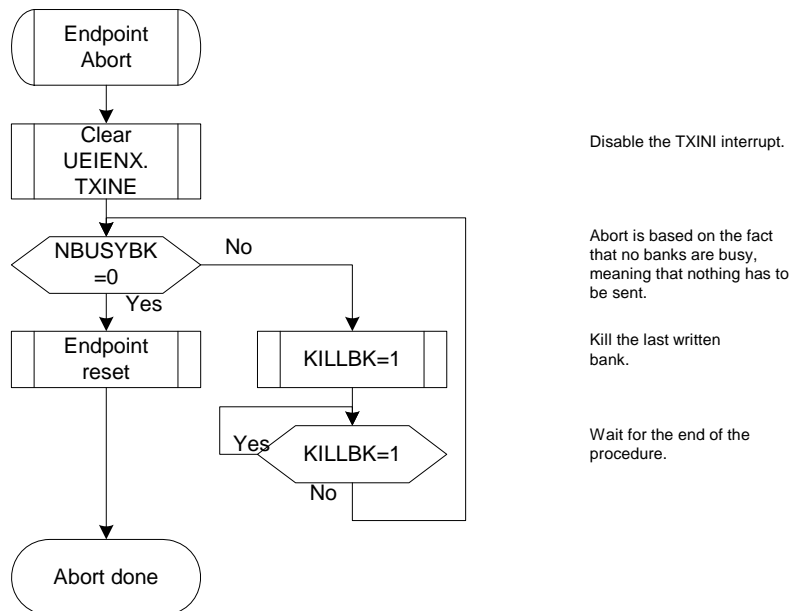 Endpoint
Abort
Clear
UEIENX.
TXINE
Disable the TXINI interrupt.
NBUSYBK
=0
No
Yes
Abort is based on the fact
that no banks are busy,
meaning that nothing has to
be sent.
Endpoint
reset
KILLBK=1
Kill the last written
bank.
Yes
KILLBK=1
No
Wait for the end of the
procedure.
Abort done